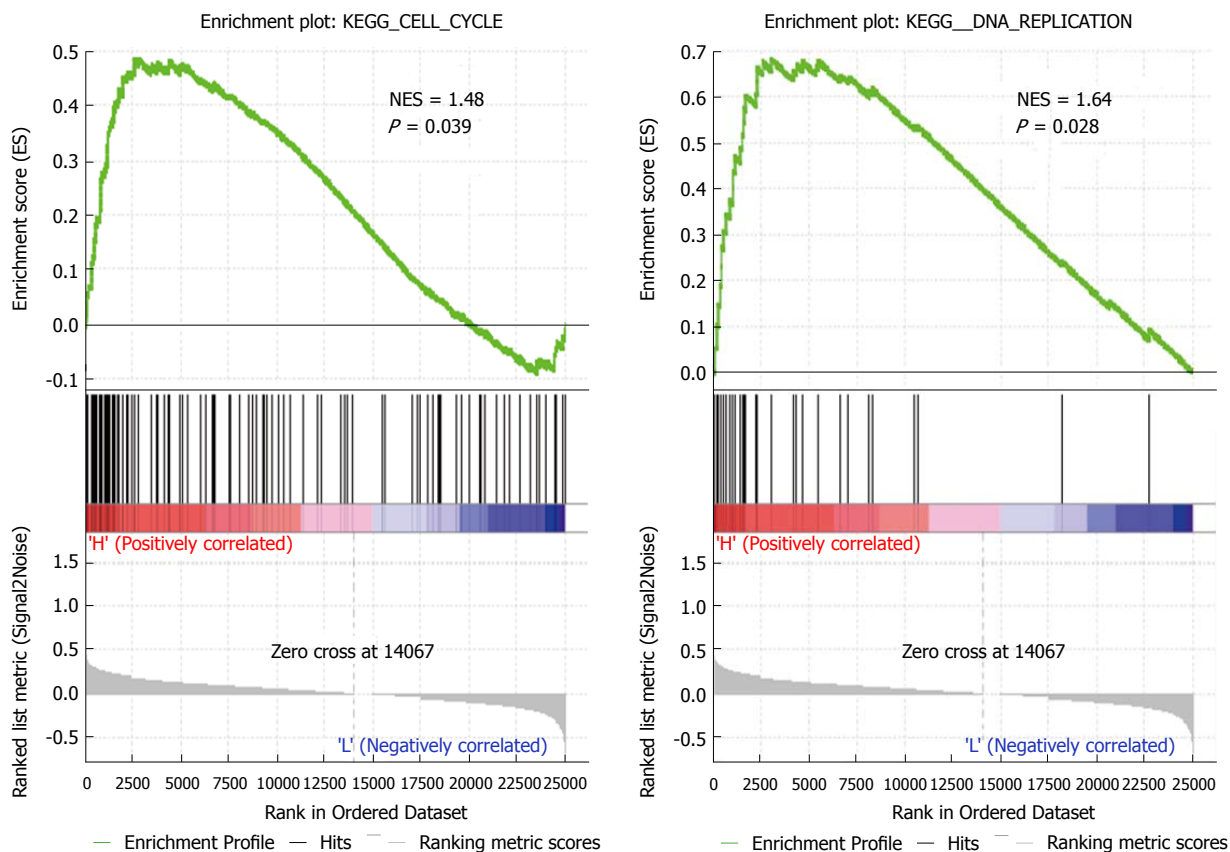 Enrichment plot: KEGG_CELL_CYCLE
0.5
0.4
0.3
0.2
0.1
0.0
-0.1
Enrichment score (ES)
NES = 1.48
P = 0.039
'H' (Positively correlated)
1.5
1.0
0.5
0.0
-0.5
Ranked list metric (Signal2Noise)
Zero cross at 14067
'L' (Negatively correlated)
0 2500 5000 7500 10000 12500 15000 17500 20000 22500 25000
Rank in Ordered Dataset
Enrichment Profile Hits Ranking metric scores
Enrichment plot: KEGG__DNA_REPLICATION
0.7
0.6
0.5
0.4
0.3
0.2
0.1
0.0
Enrichment score (ES)
NES = 1.64
P = 0.028
'H' (Positively correlated)
1.5
1.0
0.5
0.0
-0.5
Ranked list metric (Signal2Noise)
Zero cross at 14067
'L' (Negatively correlated)
0 2500 5000 7500 10000 12500 15000 17500 20000 22500 25000
Rank in Ordered Dataset
Enrichment Profile Hits Ranking metric scores